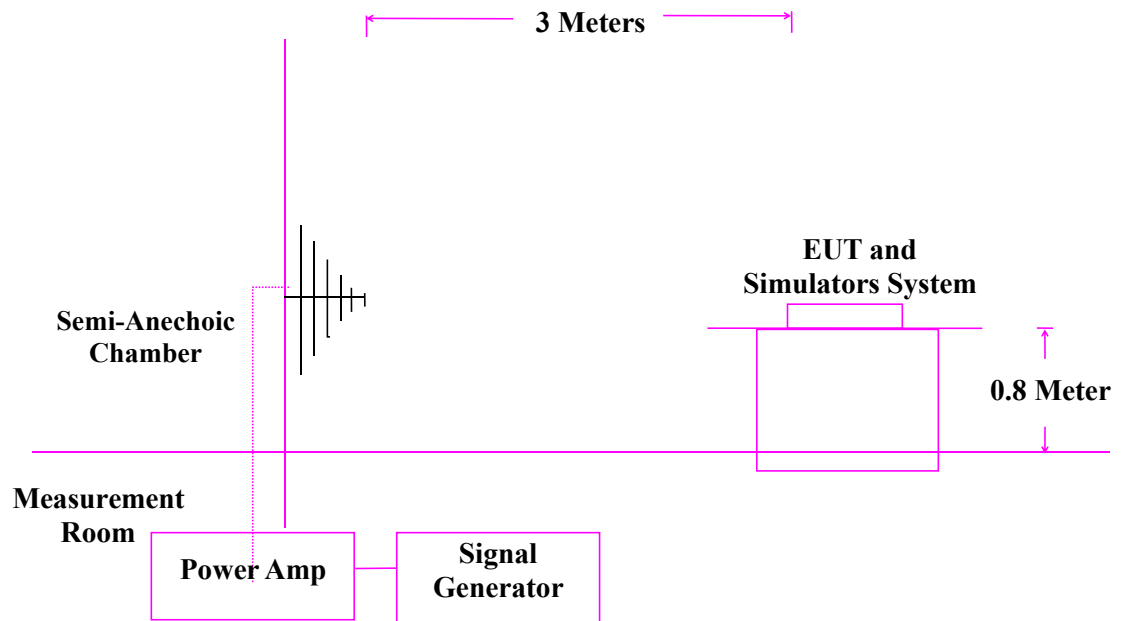 3 Meters
EUT and
Simulators System
Semi-Anechoic
Chamber
0.8 Meter
Measurement
Room
Power Amp
Signal
Generator